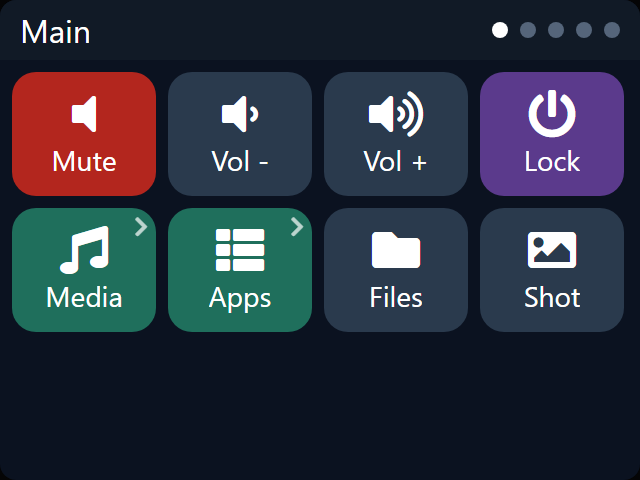 Main
Mute
Vol -
Vol +
Lock
Media
Apps
Files
Shot